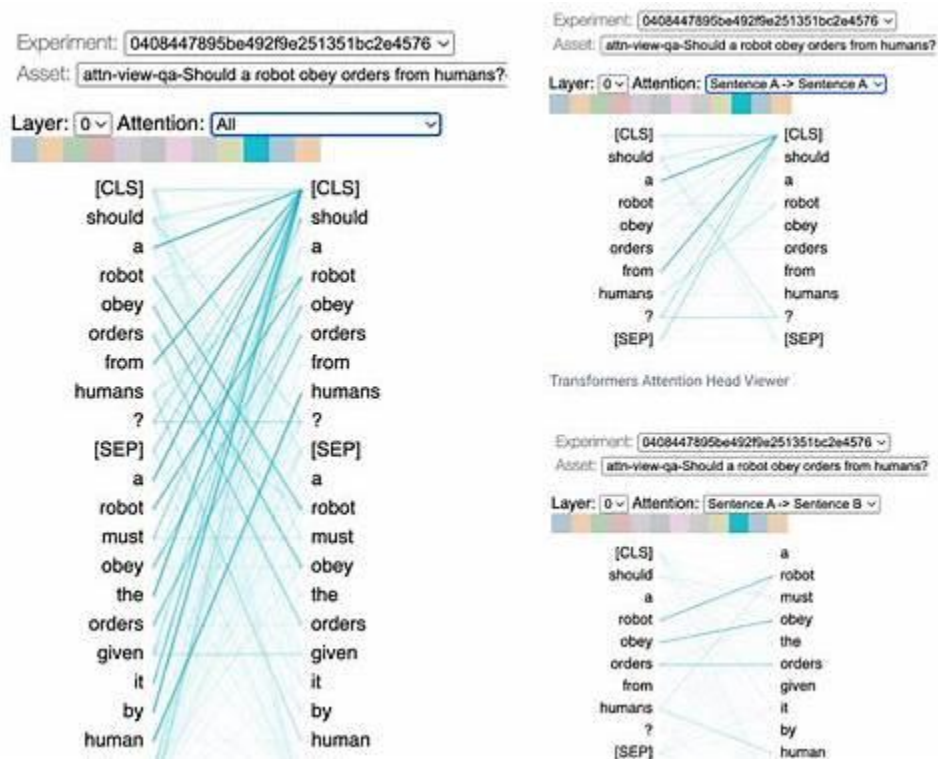 Experiment: 0408447895be492f9e251351bc2e4576
Asset: attn-view-qa-Should a robot obey orders from humans?
Layer: 0 Attention: All
[CLS] [CLS]
should should
a a
robot robot
obey obey
orders orders
from from
humans humans
? ?
[SEP] [SEP]
a a
robot robot
must must
obey obey
the the
orders orders
given given
it it
by by
human human
Experiment: 0408447895be492f9e251351bc2e4576
Asset: attn-view-qa-Should a robot obey orders from humans?
Layer: 0 Attention: Sentence A -> Sentence A
[CLS] [CLS]
should should
a a
robot robot
obey obey
orders orders
from from
humans humans
? ?
[SEP] [SEP]
Transformers Attention Head Viewer
Experiment: 0408447895be492f9e251351bc2e4576
Asset: attn-view-qa-Should a robot obey orders from humans?
Layer: 0 Attention: Sentence A -> Sentence B
[CLS] a
should robot
a must
robot obey
obey the
orders orders
from given
humans it
? by
[SEP] human